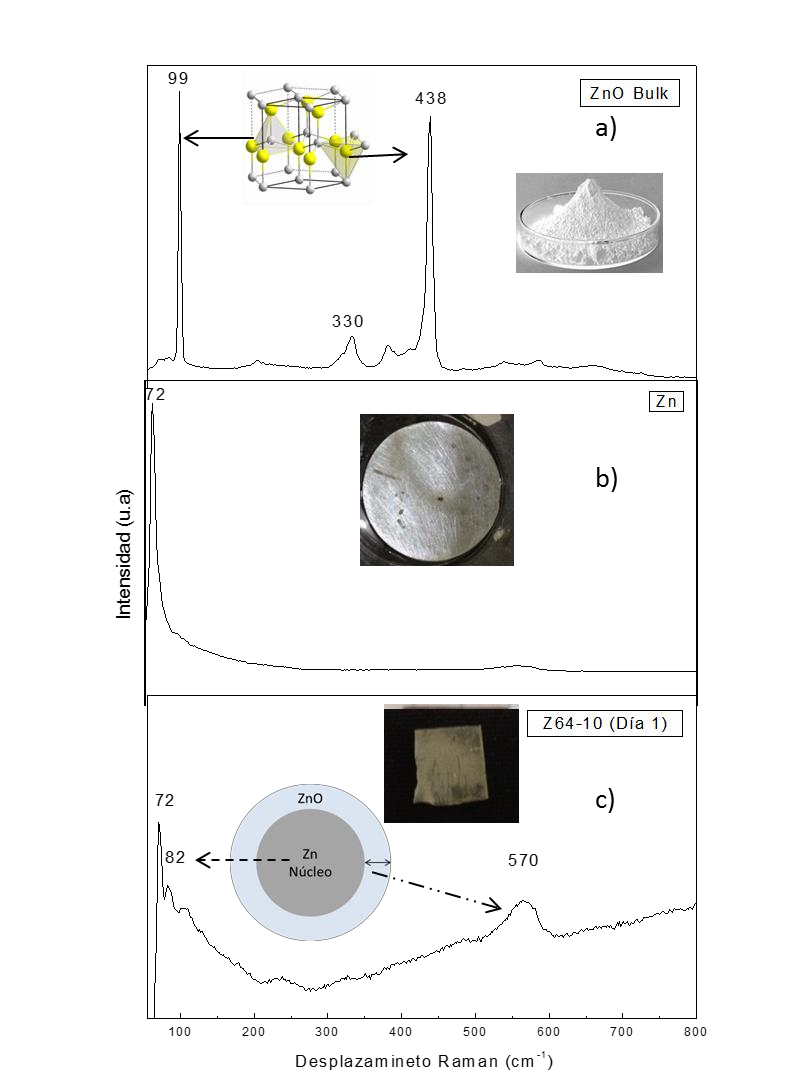 99
438
ZnO Bulk
a)
330
72
Zn
b)
Intensidad (u.a)
Z64-10 (Día 1)
c)
72
82
ZnO
Zn
Núcleo
570
100 200 300 400 500 600 700 800
Desplazamineto Raman (cm-1)